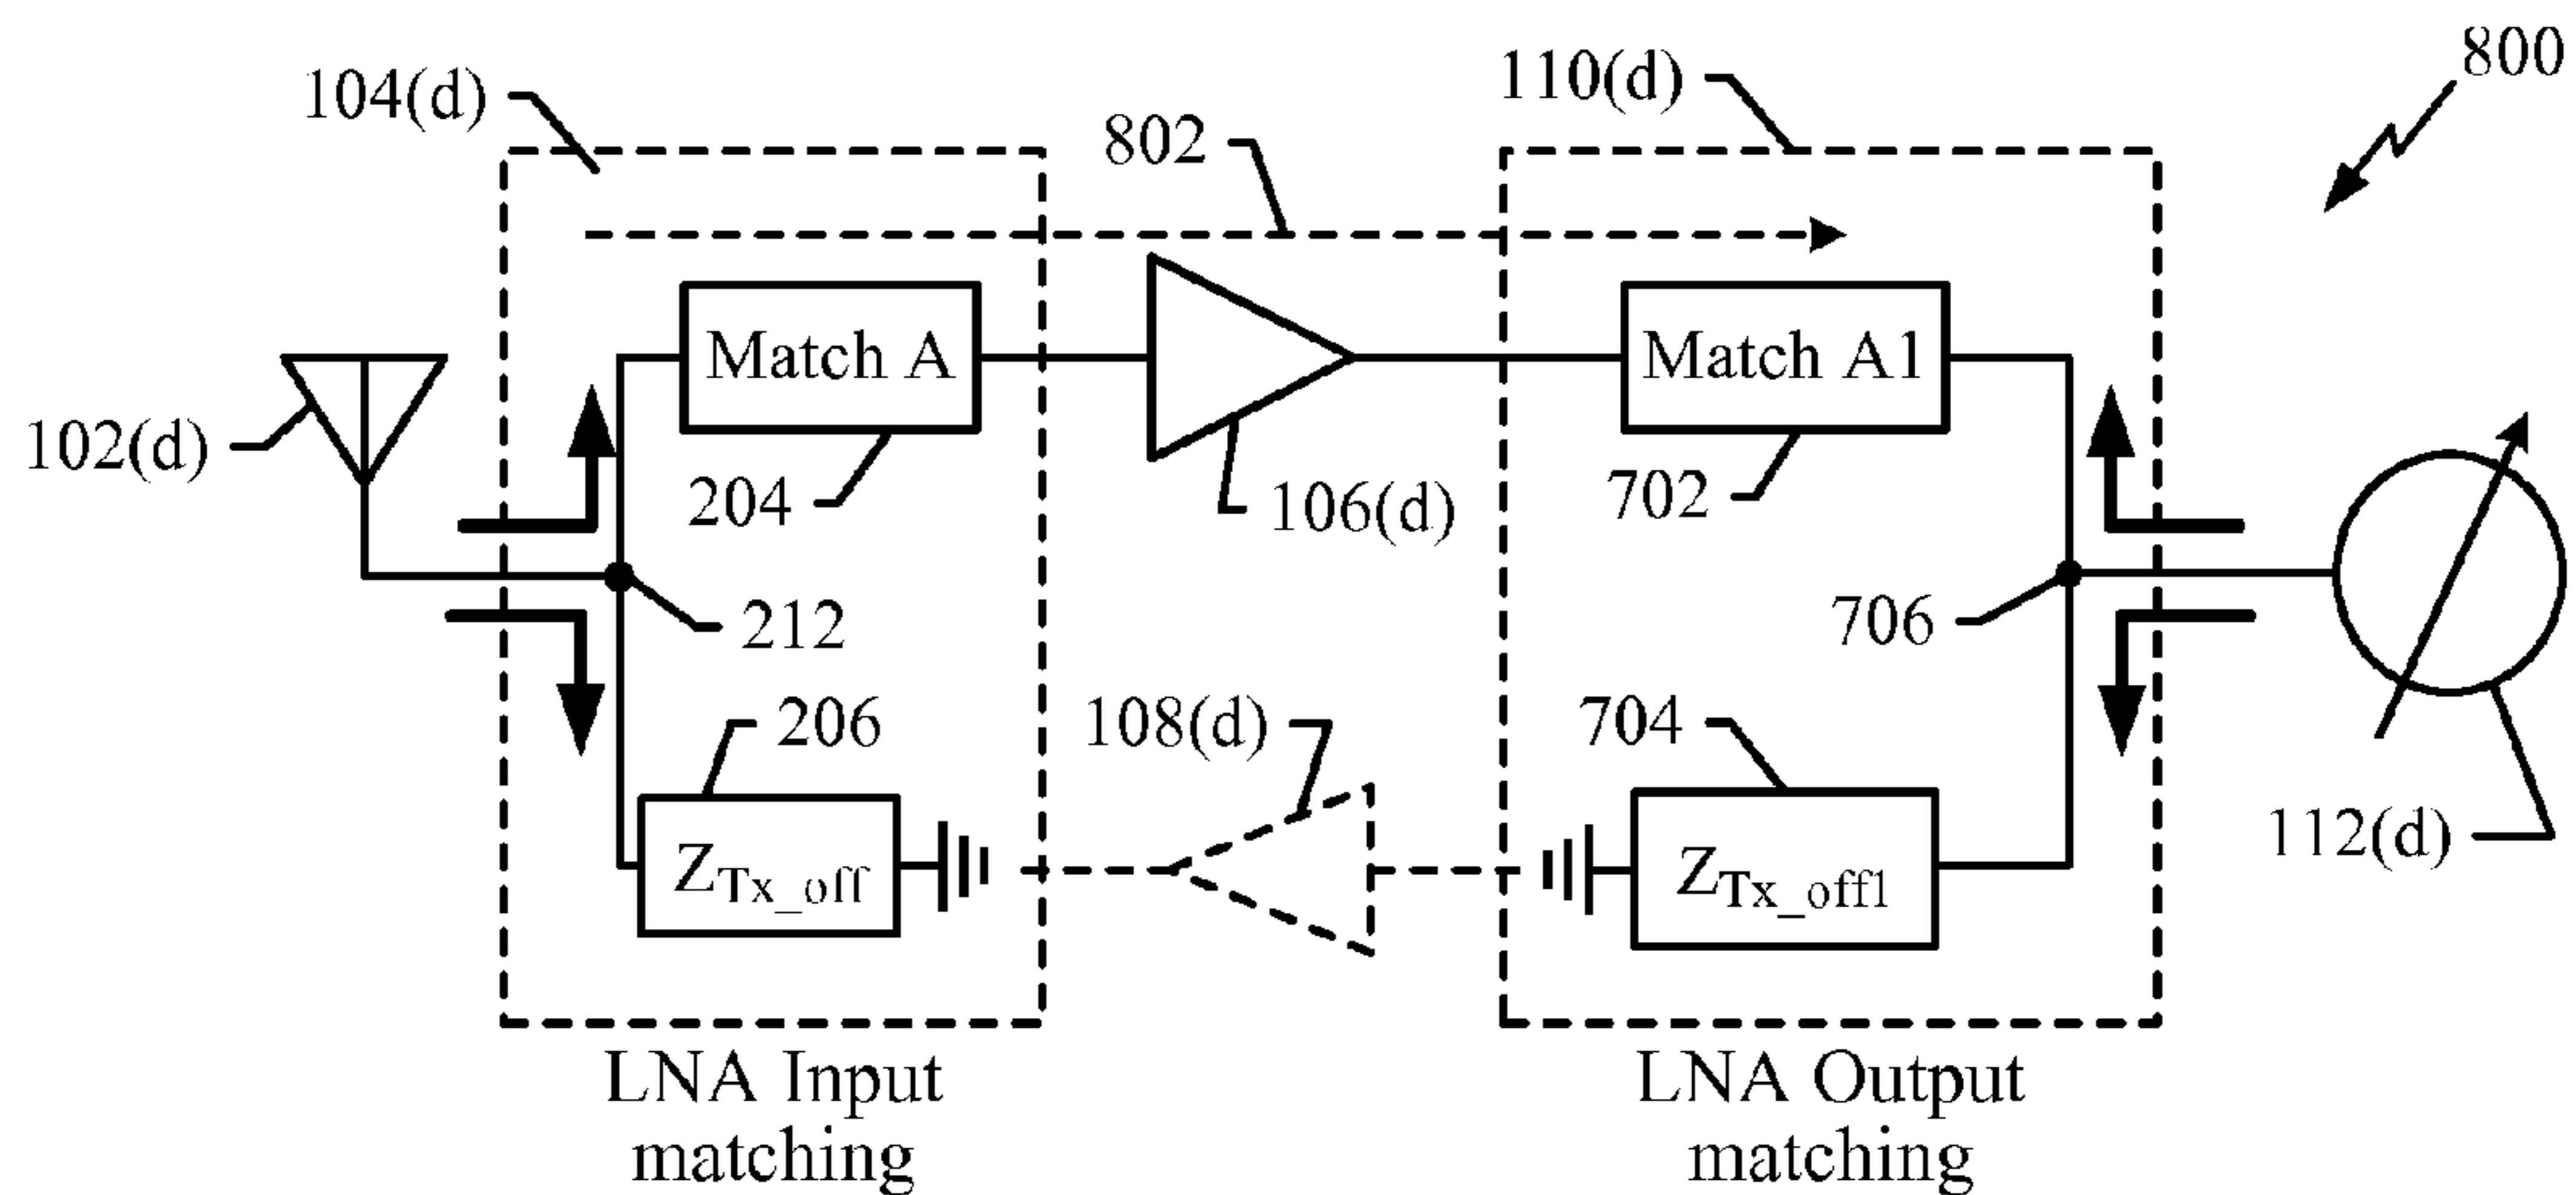 800
104(d)
110(d)
802
Match A
Match A1
102(d)
204
106(d)
702
212
706
206
108(d)
704
112(d)
ZTx_off
ZTx_off1
LNA Input
matching
LNA Output
matching